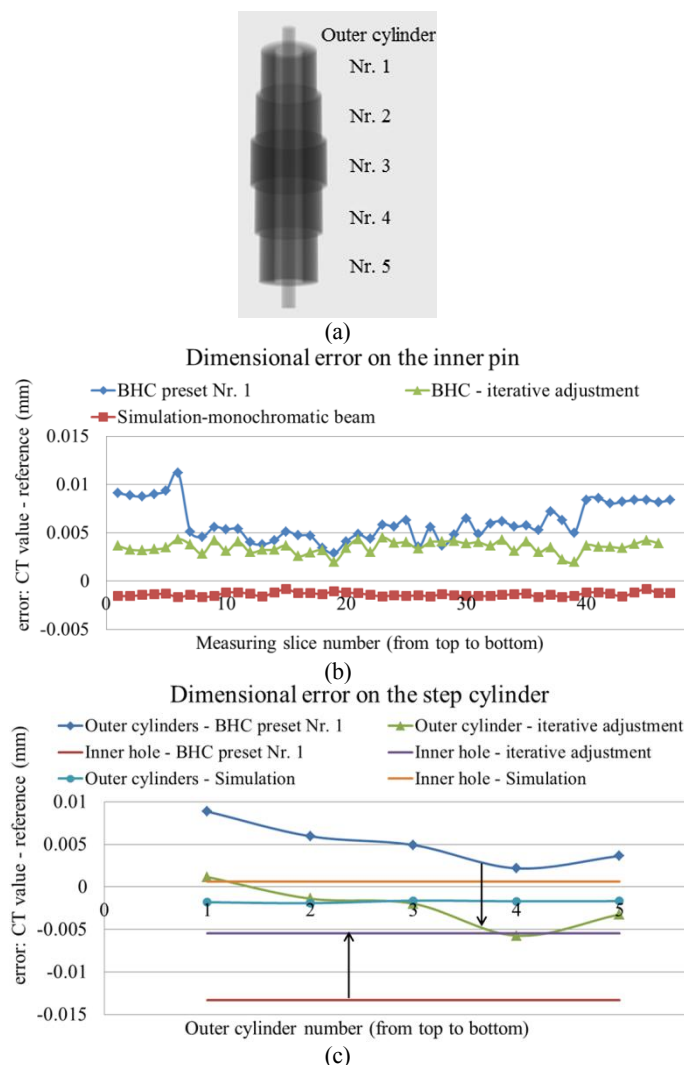 Outer cylinder
Nr. 1
Nr. 2
Nr. 3
Nr. 4
Nr. 5
(a)
Dimensional error on the inner pin
BHC preset Nr. 1
BHC - iterative adjustment
Simulation-monochromatic beam
error: CT value - reference (mm)
0.015
0.01
0.005
0
-0.005
0 10 20 30 40
Measuring slice number (from top to bottom)
(b)
Dimensional error on the step cylinder
Outer cylinders - BHC preset Nr. 1
Outer cylinder - iterative adjustment
Inner hole - BHC preset Nr. 1
Inner hole - iterative adjustment
Outer cylinders - Simulation
Inner hole - Simulation
error: CT value - reference (mm)
0.01
0.005
0
-0.005
-0.01
-0.015
0 1 2 3 4 5
Outer cylinder number (from top to bottom)
(c)